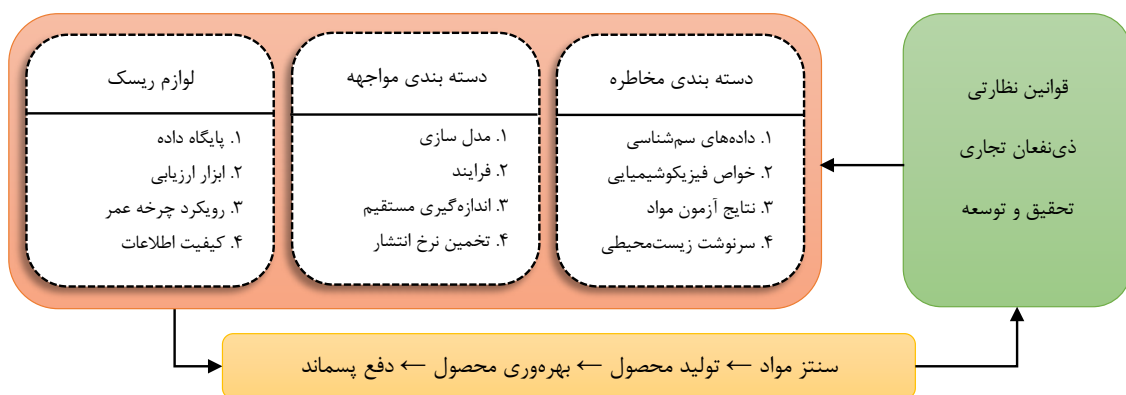 قوانین نظارتی
ذی‌نفعان تجاری
تحقیق و توسعه
دسته بندی مخاطره
۱. داده‌های سم‌شناسی
۲. خواص فیزیکوشیمیایی
۳. نتایج آزمون مواد
۴. سرنوشت زیست‌محیطی
دسته بندی مواجهه
۱. مدل سازی
۲. فرایند
۳. اندازه‌گیری مستقیم
۴. تخمین نرخ انتشار
لوازم ریسک
۱. پایگاه داده
۲. ابزار ارزیابی
۳. رویکرد چرخه عمر
۴. کیفیت اطلاعات
سنتز مواد ← تولید محصول ← بهره‌وری محصول ← دفع پسماند